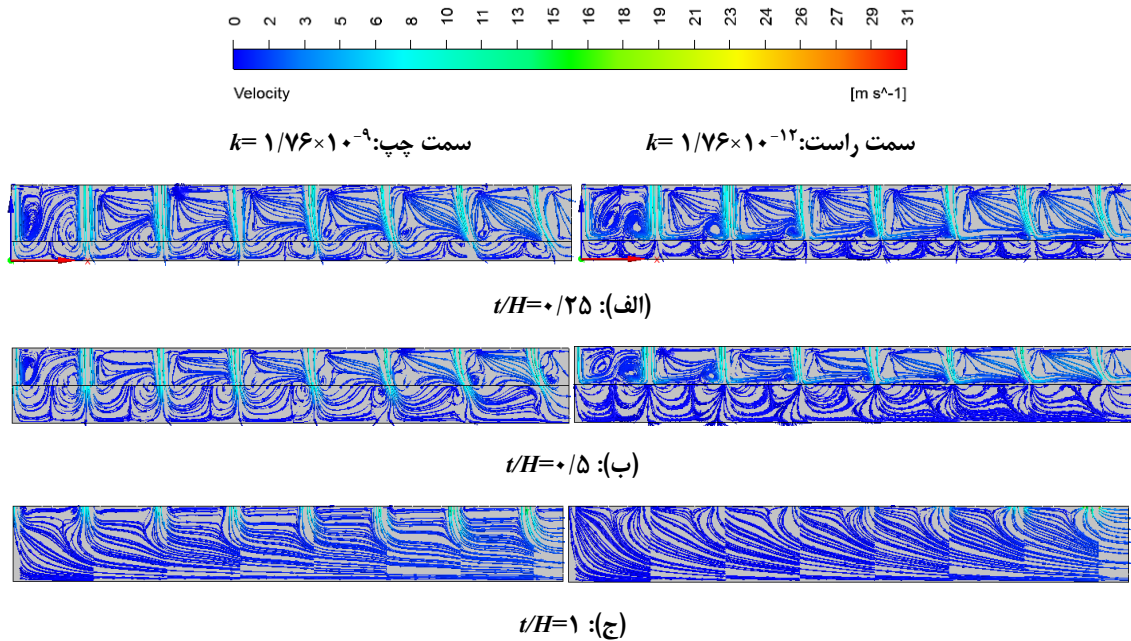 0 2 3 5 6 8 10 11 13 15 16 18 19 21 23 24 26 27 29 31
Velocity [m s^-1]
سمت چپ: k= ۱/۷۶×۱۰⁻⁹
سمت راست: k= ۱/۷۶×۱۰⁻¹²
x x
(الف): t/H=۰/۲۵
(ب): t/H=۰/۵
(ج): t/H=۱